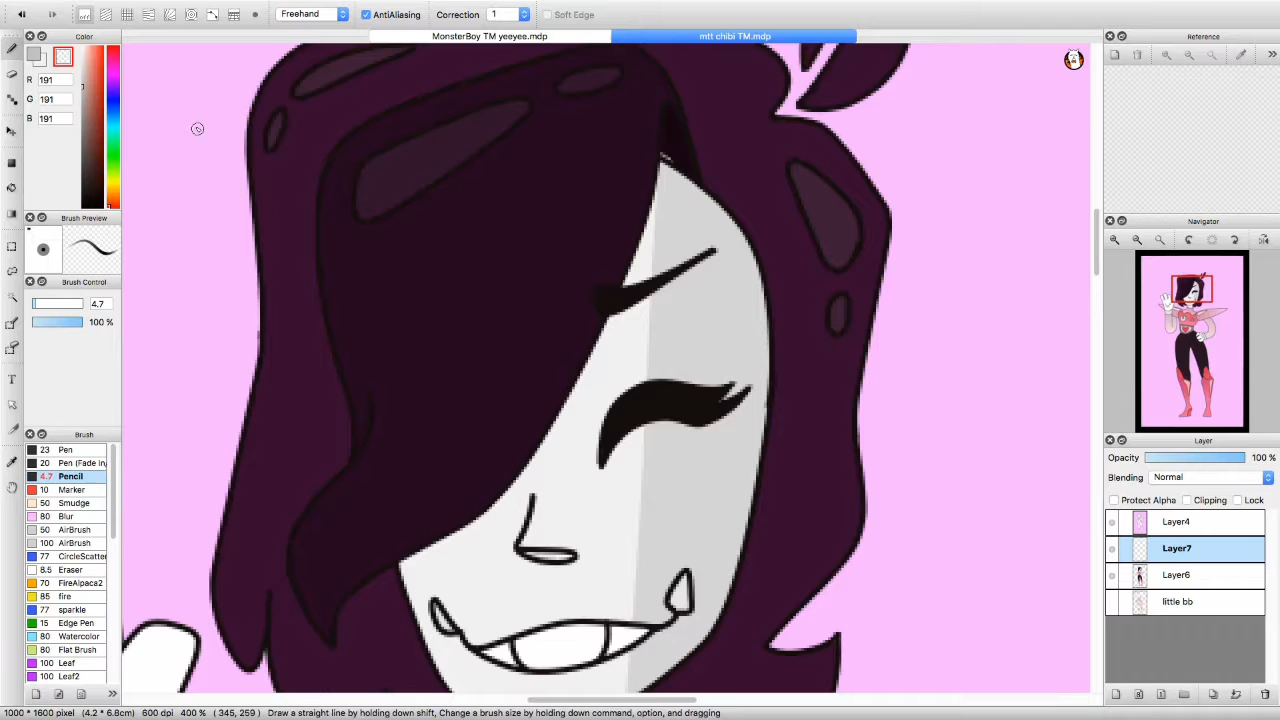 off
Freehand
AntiAliasing
Correction
1
Soft Edge
Color
MonsterBoy TM yeeyee.mdp
mtt chibi TM.mdp
Reference
R 191
G 191
B 191
Brush Preview
Navigator
Brush Control
4.7
100 %
Brush
23 Pen
20 Pen (Fade In,
4.7 Pencil
10 Marker
50 Smudge
80 Blur
50 AirBrush
100 AirBrush
77 CircleScatter
8.5 Eraser
70 FireAlpaca2
85 fire
77 sparkle
15 Edge Pen
80 Watercolor
80 Flat Brush
100 Leaf
100 Leaf2
Layer
Opacity 100 %
Blending Normal
Protect Alpha Clipping Lock
Layer4
Layer7
Layer6
little bb
1000 * 1600 pixel (4.2 * 6.8cm) 600 dpi 400 % ( 345, 259 ) Draw a straight line by holding down shift, Change a brush size by holding down command, option, and dragging